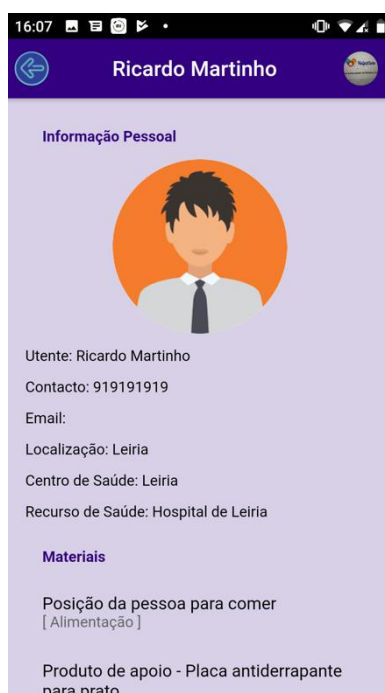 16:07
Ricardo Martinho
Informação Pessoal
Utente: Ricardo Martinho
Contacto: 919191919
Email:
Localização: Leiria
Centro de Saúde: Leiria
Recurso de Saúde: Hospital de Leiria
Materiais
Posição da pessoa para comer
[ Alimentação ]
Produto de apoio - Placa antiderrapante
para prato